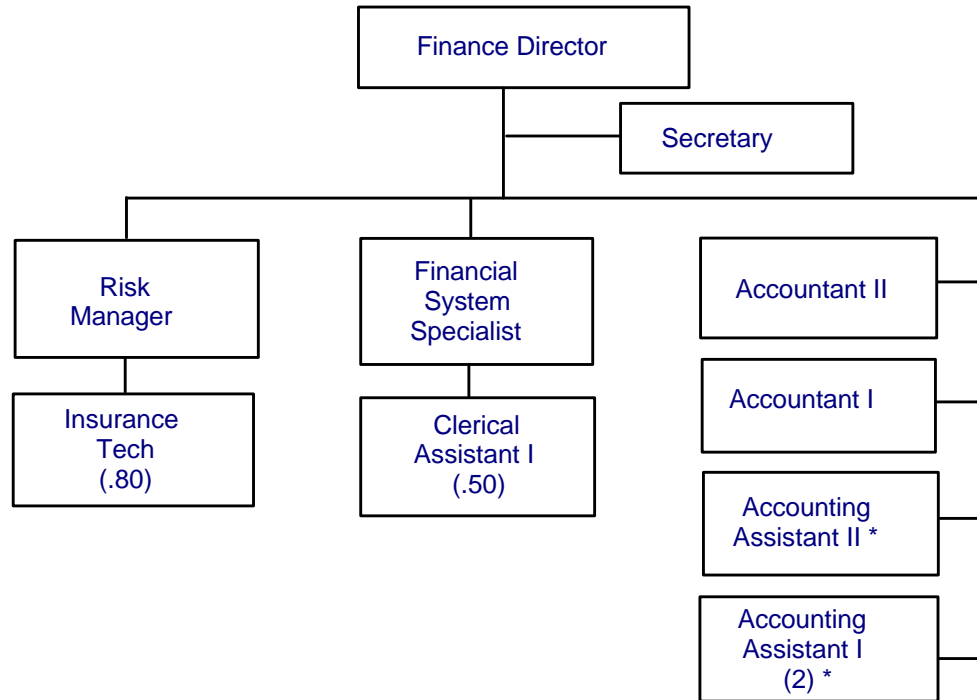 Finance Director
Secretary
Risk
Manager
Financial
System
Specialist
Accountant II
Insurance
Tech
(.80)
Clerical
Assistant I
(.50)
Accountant I
Accounting
Assistant II *
Accounting
Assistant I
(2) *